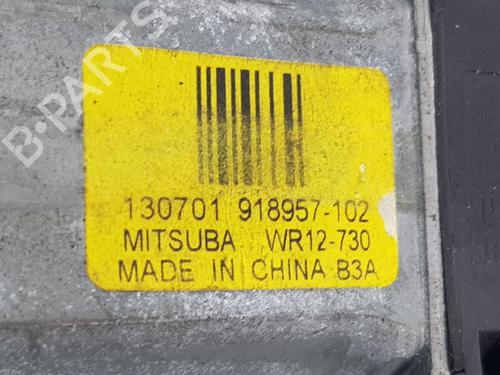 B-PARTS
130701 918957-102
MITSUBA WR12-730
MADE IN CHINA B3A